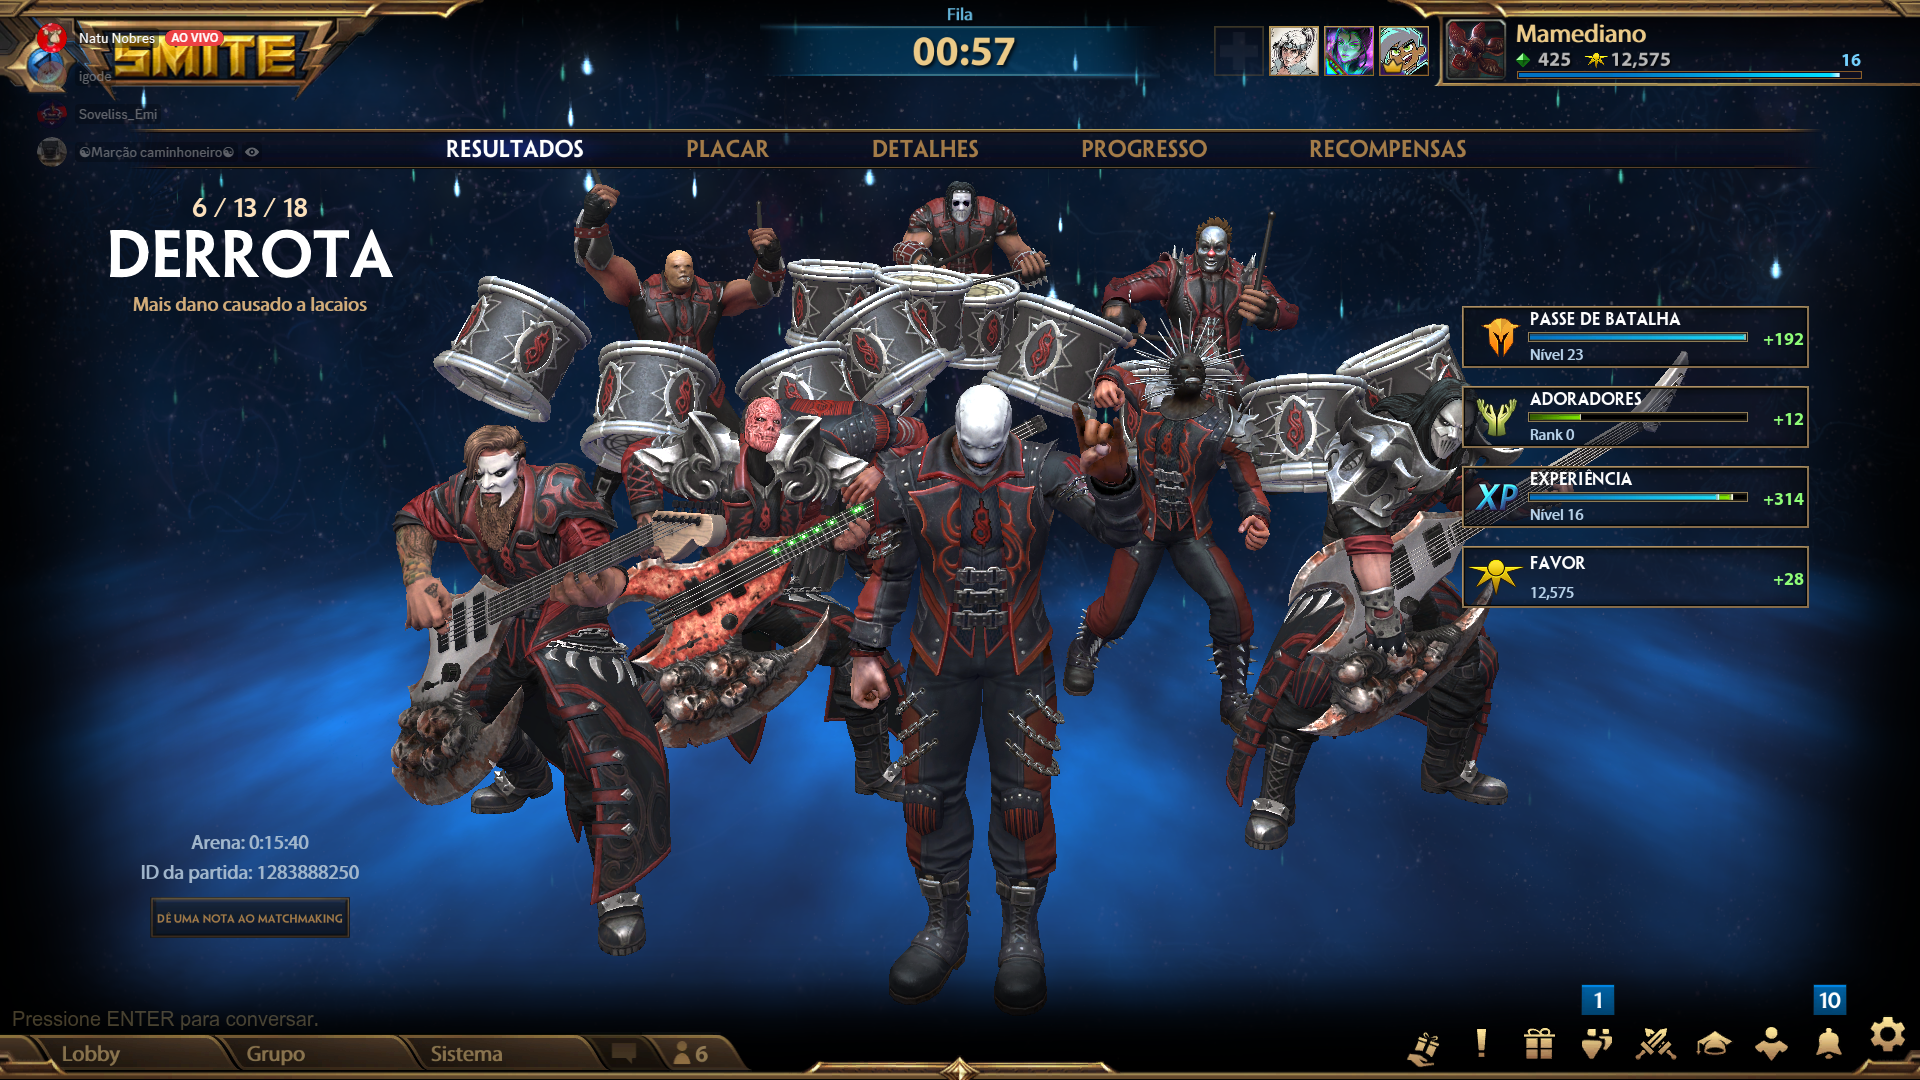 SMITE
Natu Nobres AO VIVO
igode
Soveliss_Emi
☯Marcão caminhoneiro☯
Fila
00:57
Mamediano
425 12,575
16
RESULTADOS PLACAR DETALHES PROGRESSO RECOMPENSAS
6 / 13 / 18
DERROTA
Mais dano causado a lacaios
PASSE DE BATALHA
+192
Nível 23
ADORADORES
+12
Rank 0
XP EXPERIÊNCIA
+314
Nível 16
FAVOR
+28
12,575
Arena: 0:15:40
ID da partida: 1283888250
DÊ UMA NOTA AO MATCHMAKING
1
10
Pressione ENTER para conversar.
Lobby Grupo Sistema 6